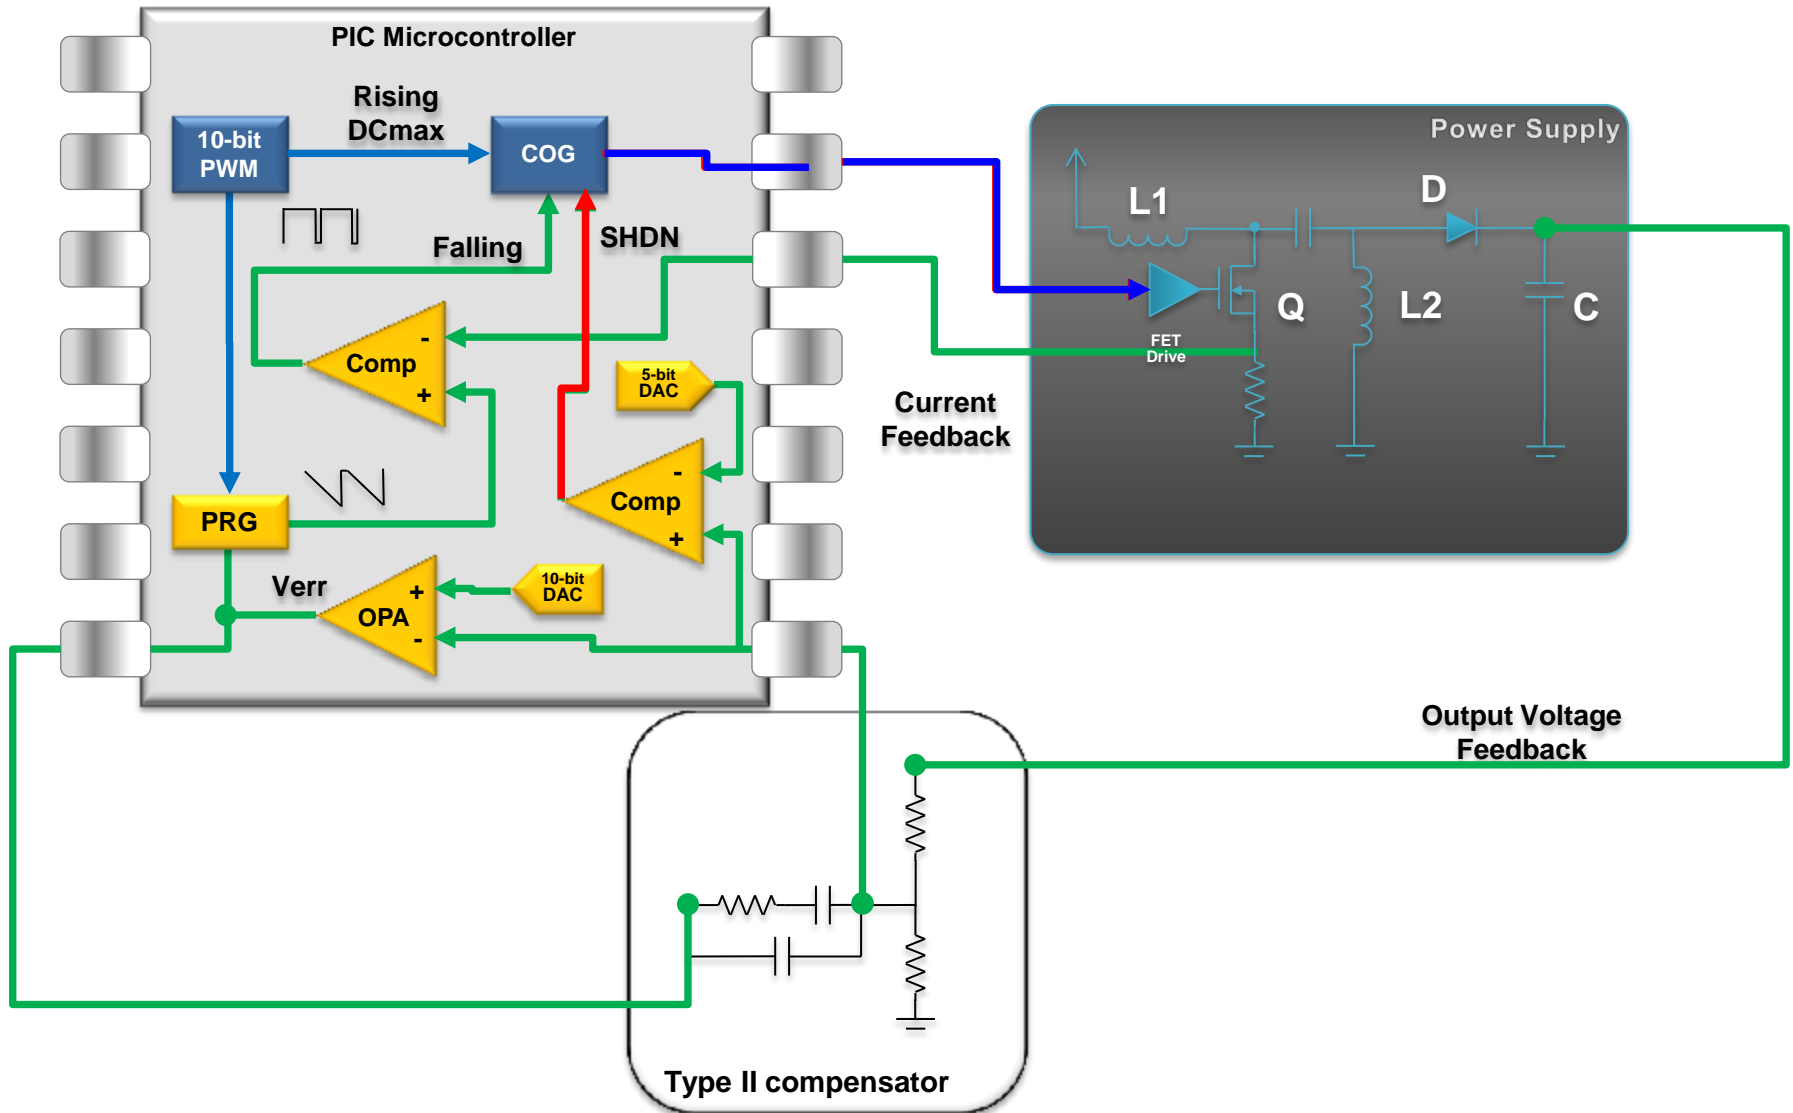 PIC Microcontroller
Rising
DCmax
10-bit
PWM
COG
Falling
SHDN
-
Comp
+
5-bit
DAC
-
Comp
+
PRG
Verr
+
OPA
-
10-bit
DAC
Power Supply
L1
D
Q
L2
C
FET
Drive
Current
Feedback
Output Voltage
Feedback
Type II compensator